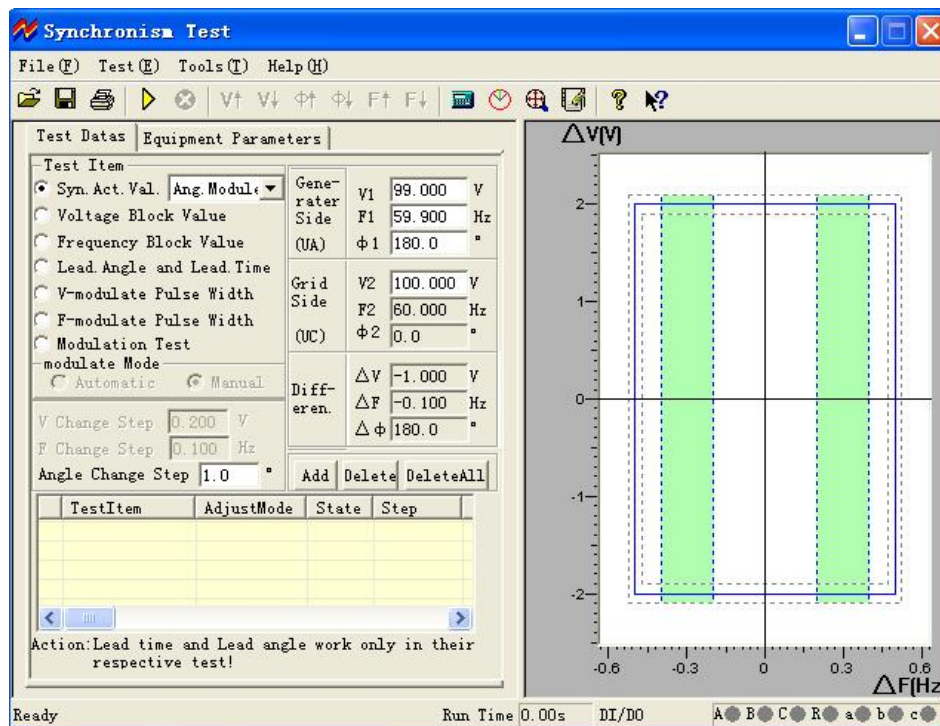 Synchronism Test
File(F) Test(E) Tools(T) Help(H)
V↑ V↓ Φ↑ Φ↓ F↑ F↓
Test Datas
Equipment Parameters
Test Item
Syn.Act.Val.
Ang.Module
Voltage Block Value
Frequency Block Value
Lead.Angle and Lead.Time
V-modulate Pulse Width
F-modulate Pulse Width
Modulation Test
modulate Mode
Automatic Manual
V Change Step 0.200 V
F Change Step 0.100 Hz
Angle Change Step 1.0 °
Gene-
rater
Side
(UA)
V1 99.000 V
F1 59.900 Hz
Φ1 180.0 °
Grid
Side
(UC)
V2 100.000 V
F2 60.000 Hz
Φ2 0.0 °
Diff-
eren.
ΔV -1.000 V
ΔF -0.100 Hz
Δφ 180.0 °
Add Delete DeleteAll
TestItem AdjustMode State Step
Action:Lead time and Lead angle work only in their
respective test!
ΔV(V)
2
1
0
-1
-2
-0.6 -0.3 0 0.3 0.6
ΔF(Hz
Ready
Run Time 0.00s DI/DO A B C R a b c